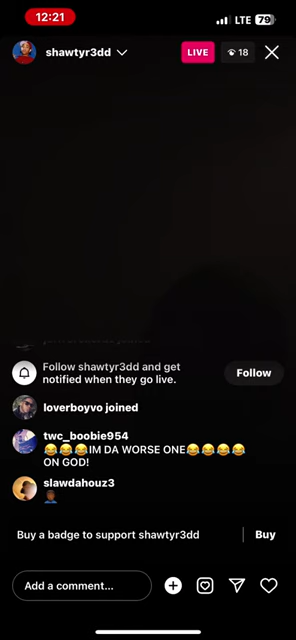 12:21
LTE 79
shawtyr3dd
LIVE
18
Follow shawtyr3dd and get
notified when they go live.
Follow
loverboyvo joined
twc_boobie954
😂😂😂IM DA WORSE ONE😂😂😂😂
ON GOD!
slawdahouz3
Buy a badge to support shawtyr3dd
Buy
Add a comment...